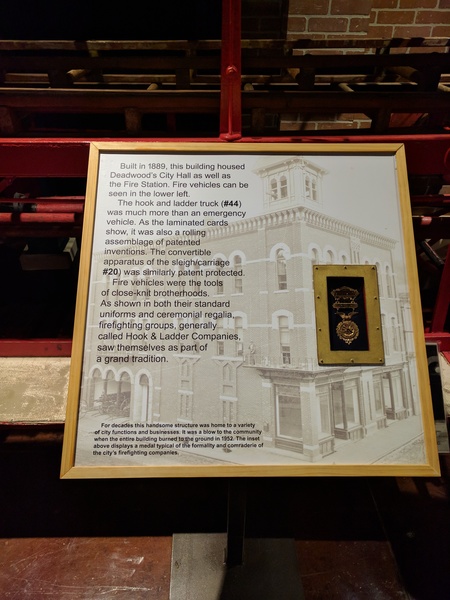 Built in 1889, this building housed
Deadwood's City Hall as well as
the Fire Station. Fire vehicles can be
seen in the lower left.
The hook and ladder truck (#44)
was much more than an emergency
vehicle. As the laminated cards
show, it was also a rolling
assemblage of patented
inventions. The convertible
apparatus of the sleigh/carriage
#20) was similarly patent protected.
Fire vehicles were the tools
of close-knit brotherhoods.
As shown in both their standard
uniforms and ceremonial regalia,
firefighting groups, generally
called Hook & Ladder Companies,
saw themselves as part of
a grand tradition.
For decades this handsome structure was home to a variety
of city functions and businesses. It was a blow to the community
when the entire building burned to the ground in 1952. The inset
above displays a medal typical of the formality and comraderie of
the city's firefighting companies.